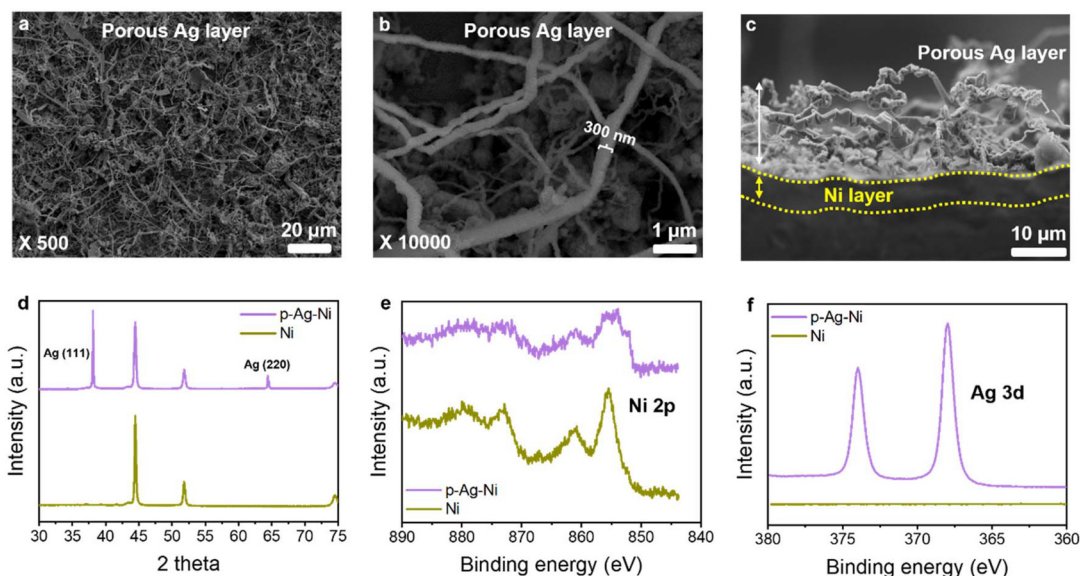 a
Porous Ag layer
X 500
20 μm
b
Porous Ag layer
300 nm
X 10000
1 μm
c
Porous Ag layer
Ni layer
10 μm
d
p-Ag-Ni
Ni
Ag (111)
Ag (220)
Intensity (a.u.)
30 35 40 45 50 55 60 65 70 75
2 theta
e
Ni 2p
p-Ag-Ni
Ni
Intensity (a.u.)
890 880 870 860 850 840
Binding energy (eV)
f
p-Ag-Ni
Ni
Ag 3d
Intensity (a.u.)
380 375 370 365 360
Binding energy (eV)